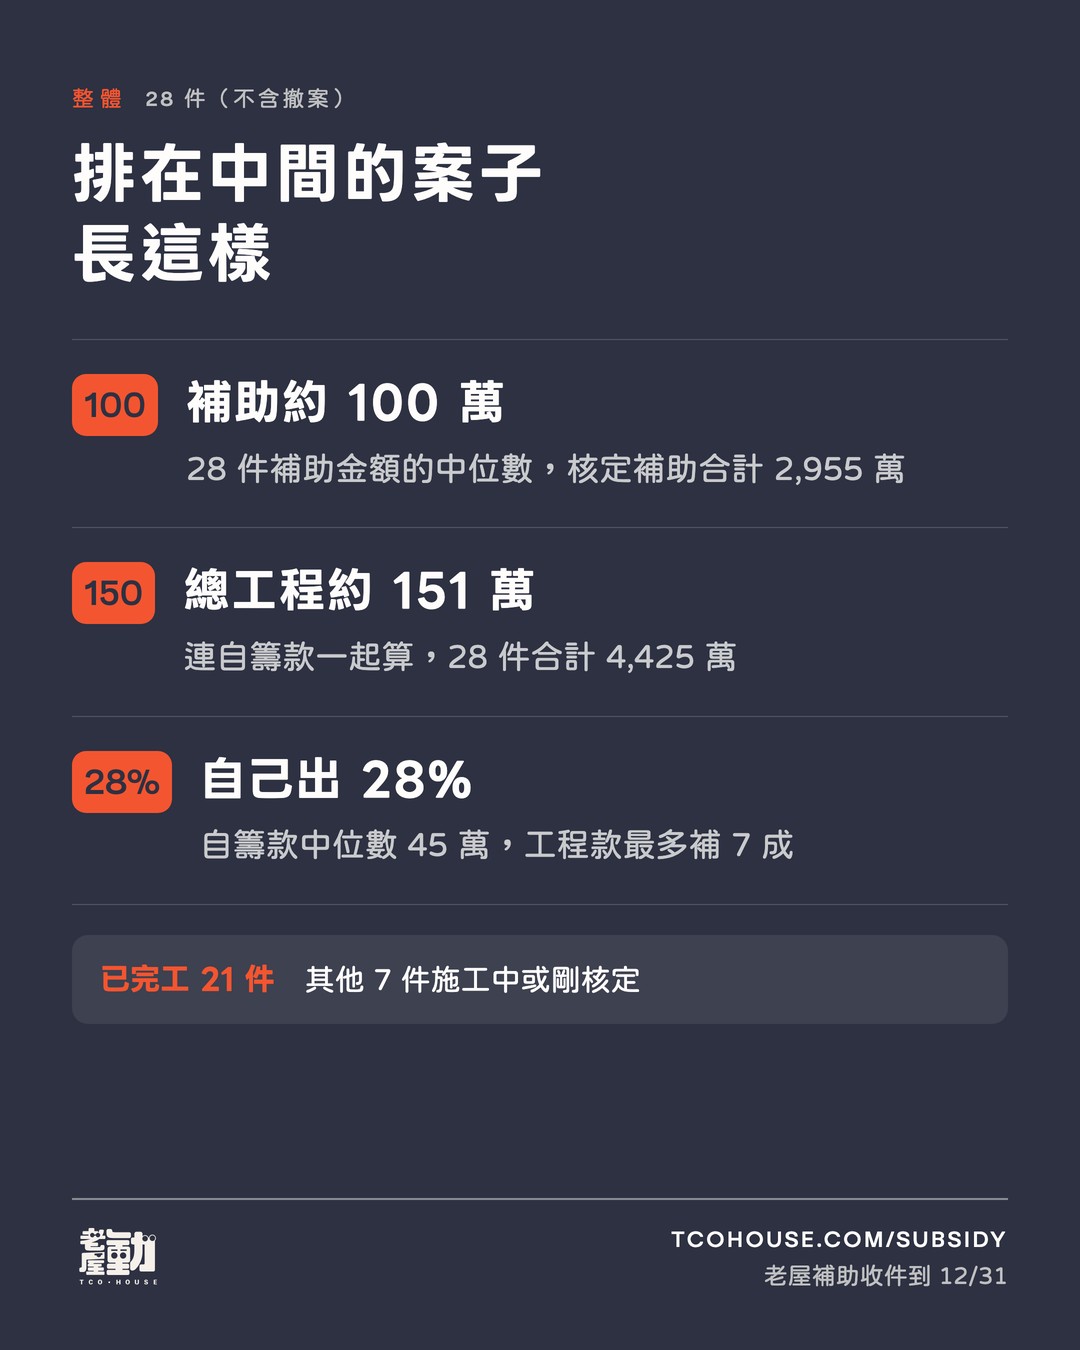 整體 28 件（不含撤案）
排在中間的案子
長這樣
100 補助約 100 萬
28 件補助金額的中位數，核定補助合計 2,955 萬
150 總工程約 151 萬
連自籌款一起算，28 件合計 4,425 萬
28% 自己出 28%
自籌款中位數 45 萬，工程款最多補 7 成
已完工 21 件 其他 7 件施工中或剛核定
老屋動
TCO·HOUSE
TCOHOUSE.COM/SUBSIDY
老屋補助收件到 12/31